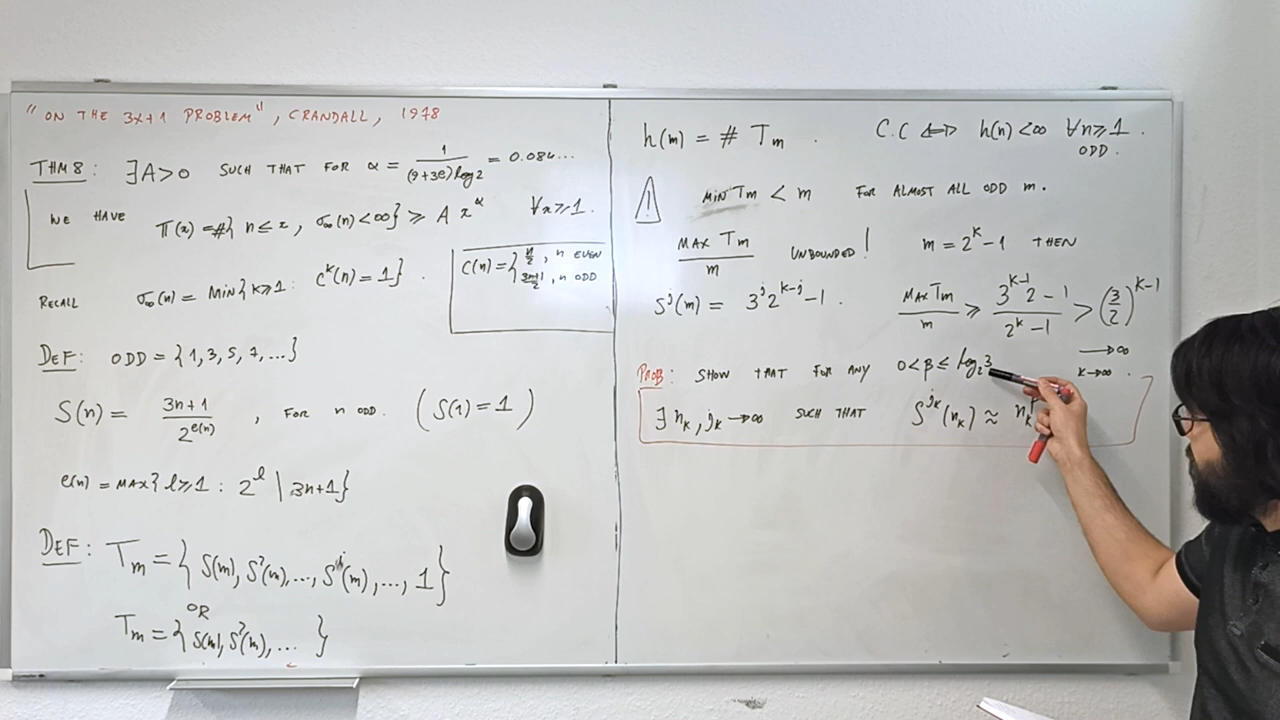 "ON THE 3x+1 PROBLEM", CRANDALL, 1978
THM 8: ∃A>0 SUCH THAT FOR α = 1/((9+3e) log 2) = 0.084...
WE HAVE π(x) = #{ n ≤ x, σ∞(n) < ∞} ≥ A x^α ∀x≥1.
RECALL σ∞(n) = MIN{ K≥1 : C^K(n) = 1} .
C(n) = { n/2, n EVEN
(3n+1)/2, n ODD
DEF: ODD = {1, 3, 5, 7, ...}
S(n) = (3n+1)/2^e(n) , FOR n ODD. (S(1) = 1)
e(n) = MAX{ l≥1 : 2^l | 3n+1}
DEF: T_m = { S(m), S²(m), ..., S^j(m), ..., 1 }
OR
T_m = { S(m), S²(m), ... }
h(m) = # T_m . C.C ⟺ h(n) < ∞ ∀n≥1 .
ODD .
! MIN T_m < m FOR ALMOST ALL ODD m .
MAX T_m / m UNBOUNDED ! m = 2^K - 1 THEN
S^j(m) = 3^j 2^(K-j) - 1 . MAX T_m / m ≥ (3^(K-1) 2 - 1)/(2^K - 1) > (3/2)^(K-1)
⟶ ∞
K→∞ .
PROB: SHOW THAT FOR ANY 0 < β ≤ log₂3
∃ n_K, j_K → ∞ SUCH THAT S^(j_K)(n_K) ≈ n_K